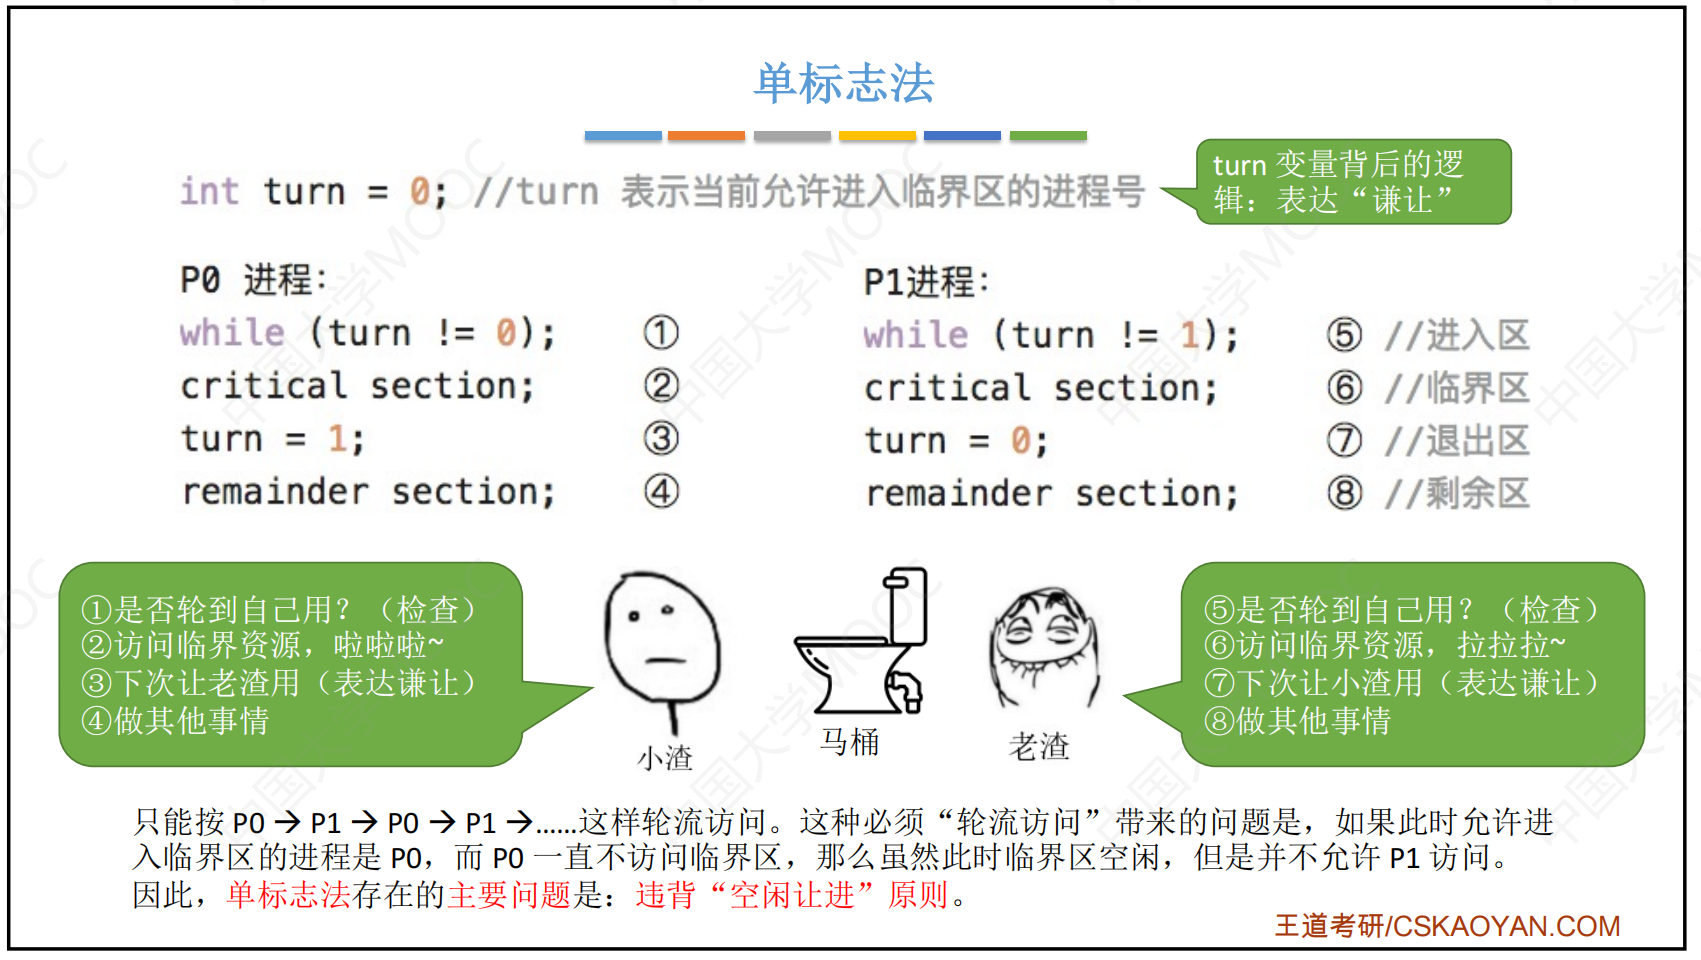 单标志法
int turn = 0; //turn 表示当前允许进入临界区的进程号
turn 变量背后的逻
辑：表达“谦让”
P0 进程：
while (turn != 0); ①
critical section; ②
turn = 1; ③
remainder section; ④
P1进程：
while (turn != 1); ⑤ //进入区
critical section; ⑥ //临界区
turn = 0; ⑦ //退出区
remainder section; ⑧ //剩余区
①是否轮到自己用？（检查）
②访问临界资源，啦啦啦~
③下次让老渣用（表达谦让）
④做其他事情
小渣
马桶
老渣
⑤是否轮到自己用？（检查）
⑥访问临界资源，拉拉拉~
⑦下次让小渣用（表达谦让）
⑧做其他事情
只能按 P0 → P1 → P0 → P1 →……这样轮流访问。这种必须“轮流访问”带来的问题是，如果此时允许进
入临界区的进程是 P0，而 P0 一直不访问临界区，那么虽然此时临界区空闲，但是并不允许 P1 访问。
因此，单标志法存在的主要问题是：违背“空闲让进”原则。
王道考研/CSKAOYAN.COM
中国大学MOOC